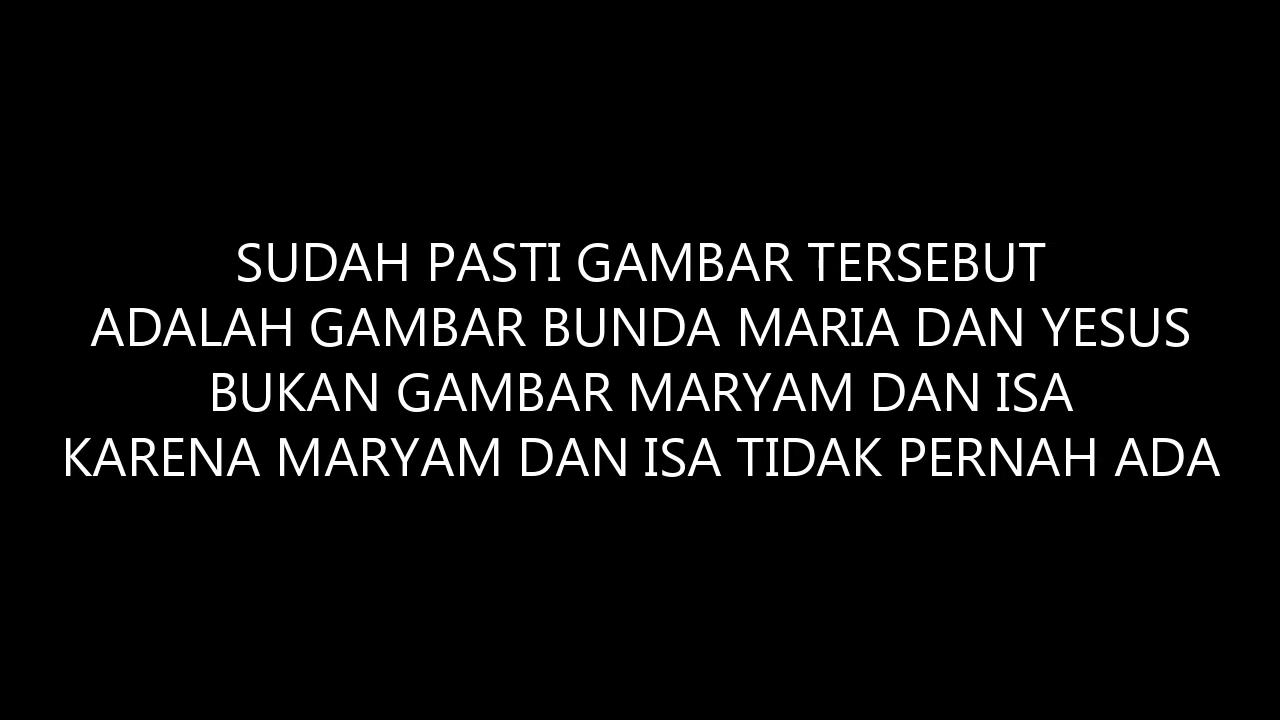 SUDAH PASTI GAMBAR TERSEBUT
ADALAH GAMBAR BUNDA MARIA DAN YESUS
BUKAN GAMBAR MARYAM DAN ISA
KARENA MARYAM DAN ISA TIDAK PERNAH ADA